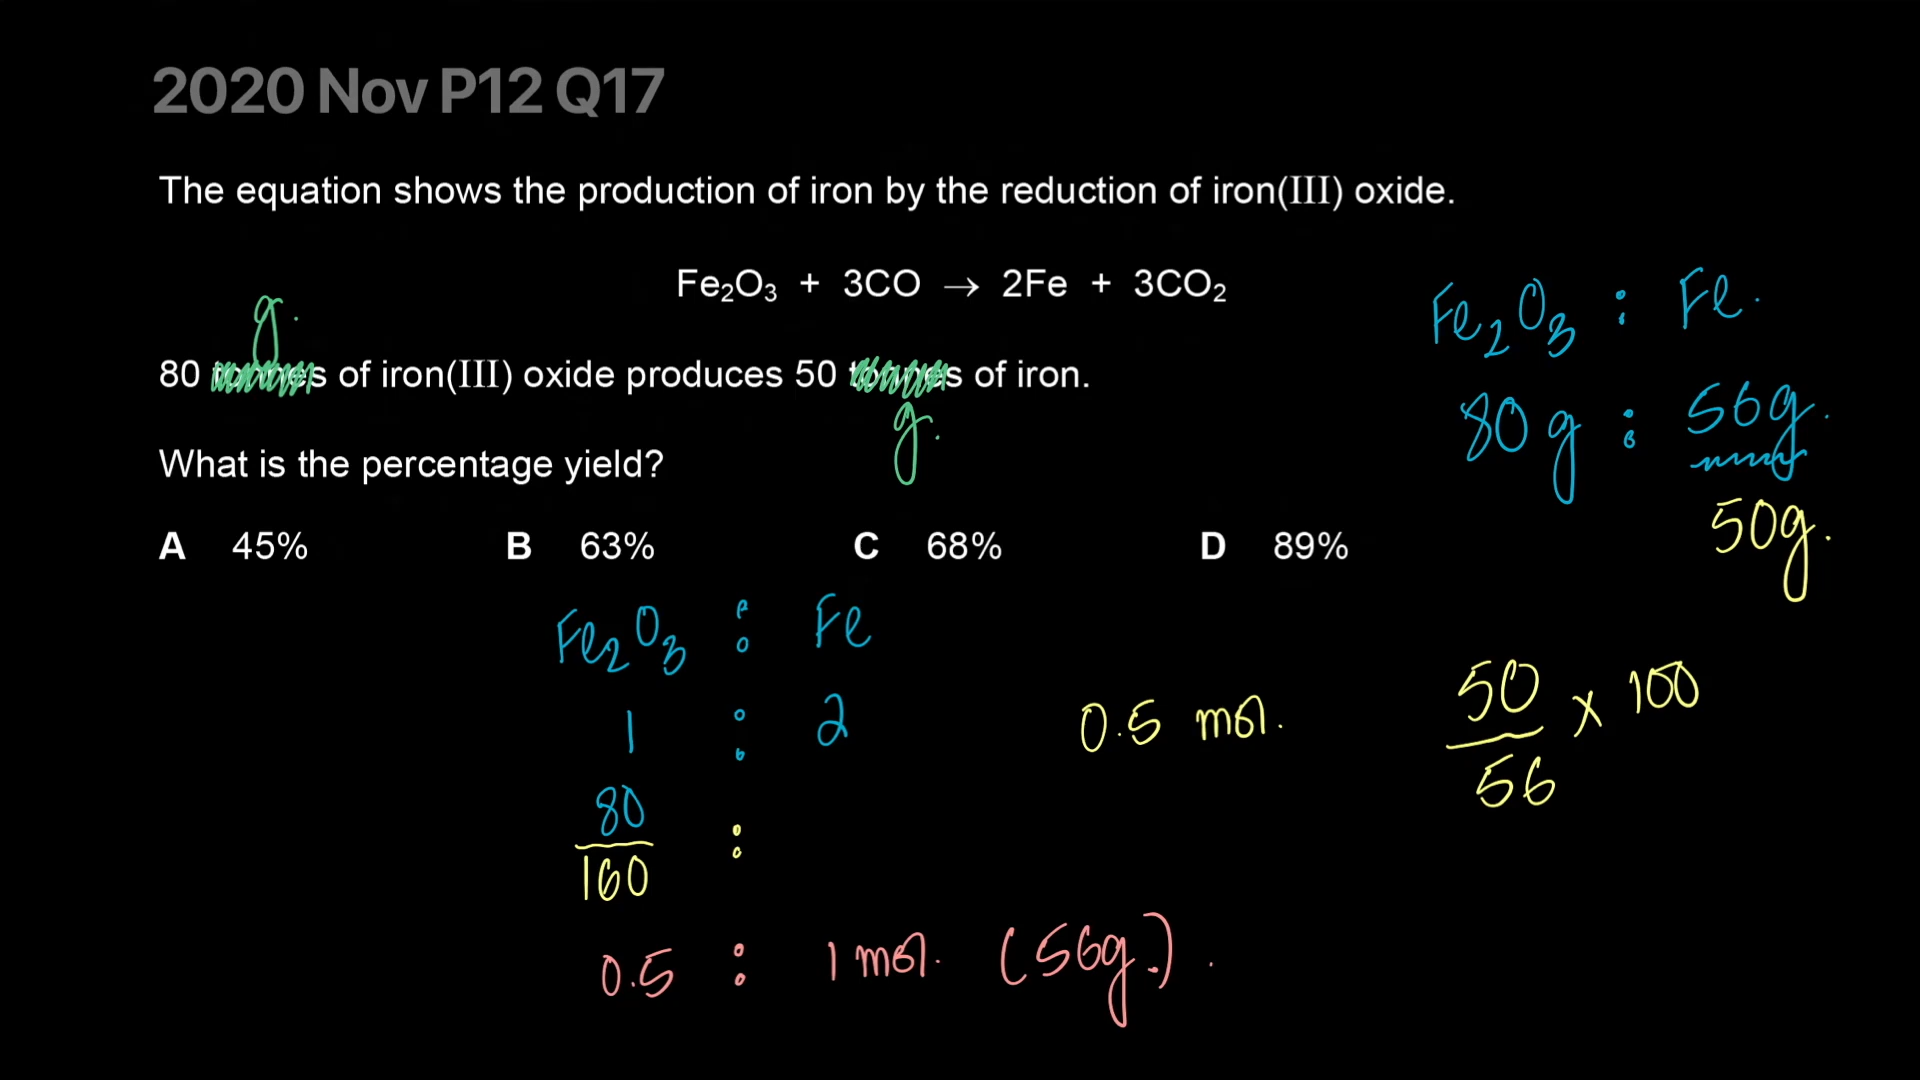 2020 Nov P12 Q17
The equation shows the production of iron by the reduction of iron(III) oxide.
Fe₂O₃ + 3CO → 2Fe + 3CO₂
g.
80 tonnes of iron(III) oxide produces 50 tonnes of iron.
g.
What is the percentage yield?
A 45% B 63% C 68% D 89%
Fe₂O₃ : Fe.
80g : 56g.
50g.
Fe₂O₃ : Fe
1 : 2
80
160 :
0.5 : 1 mol. (56g.).
0.5 mol.
50
56
× 100